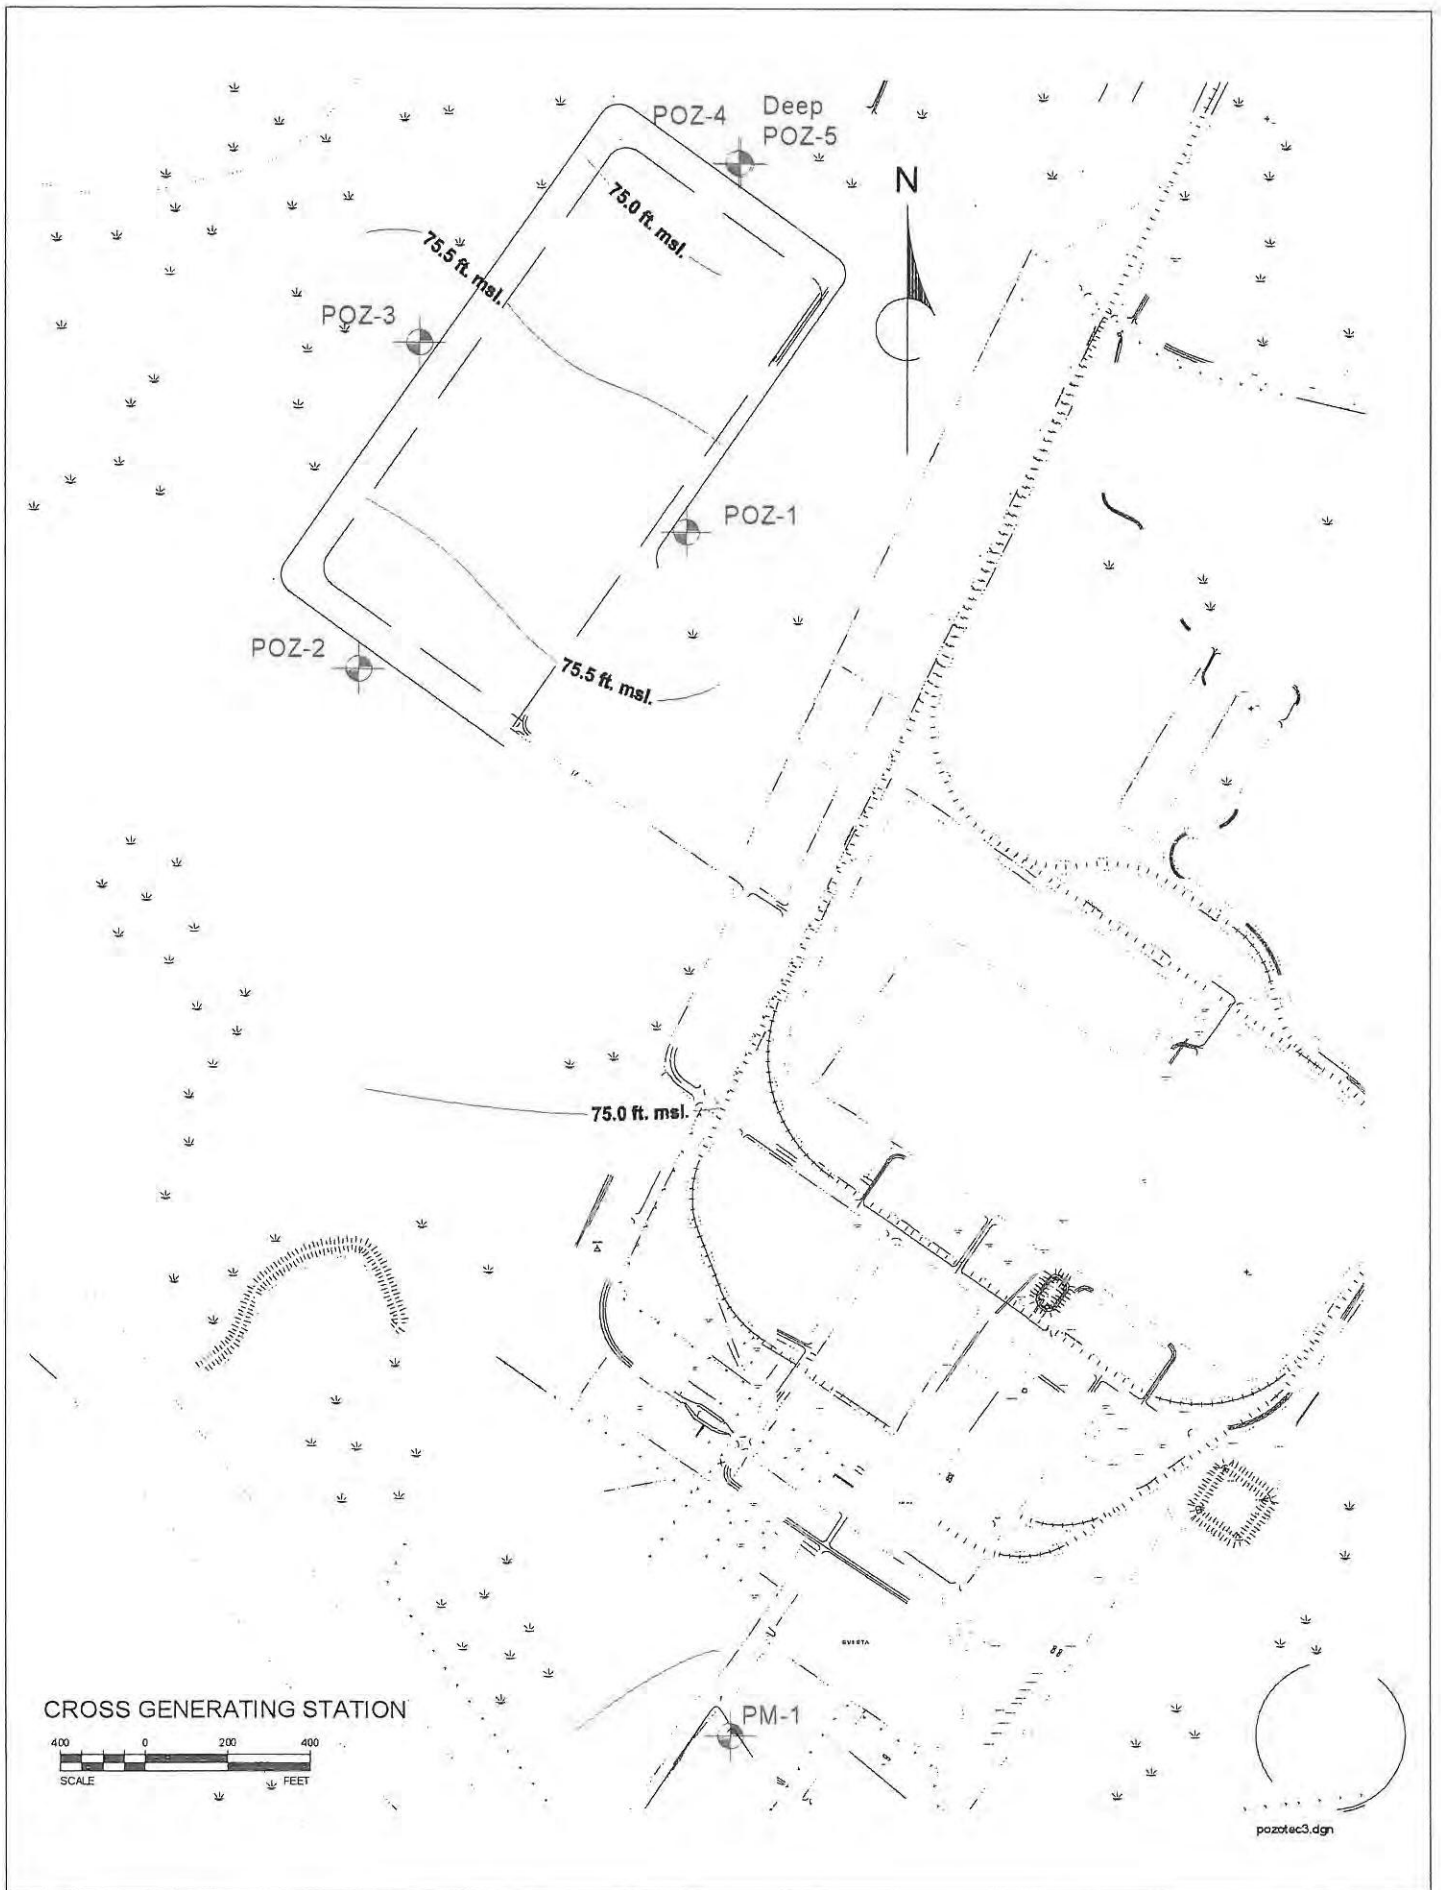 POZ-4
Deep
POZ-5
N
75.0 ft. msl.
75.5 ft. msl.
POZ-3
POZ-1
POZ-2
75.5 ft. msl.
75.0 ft. msl.
PM-1
CROSS GENERATING STATION
400 0 200 400
SCALE FEET
pozotec3.dgn